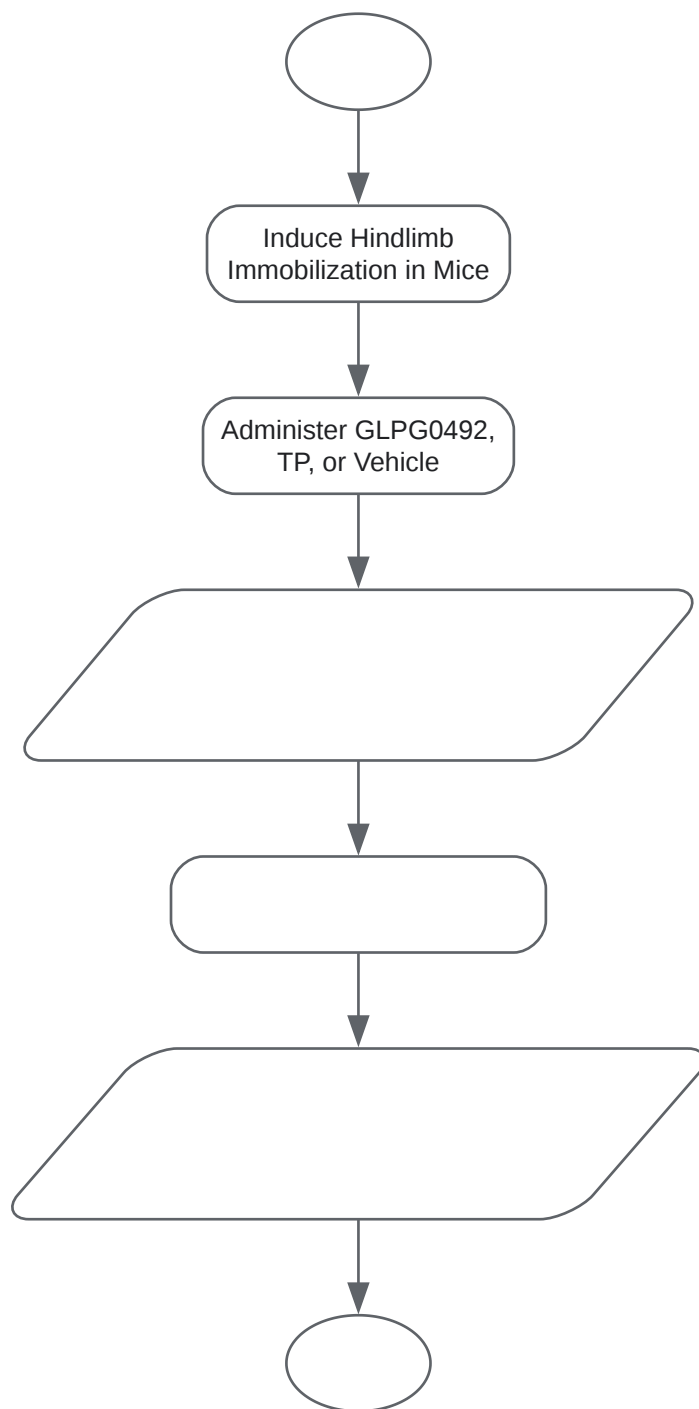 Induce Hindlimb
Immobilization in Mice
Administer GLPG0492,
TP, or Vehicle